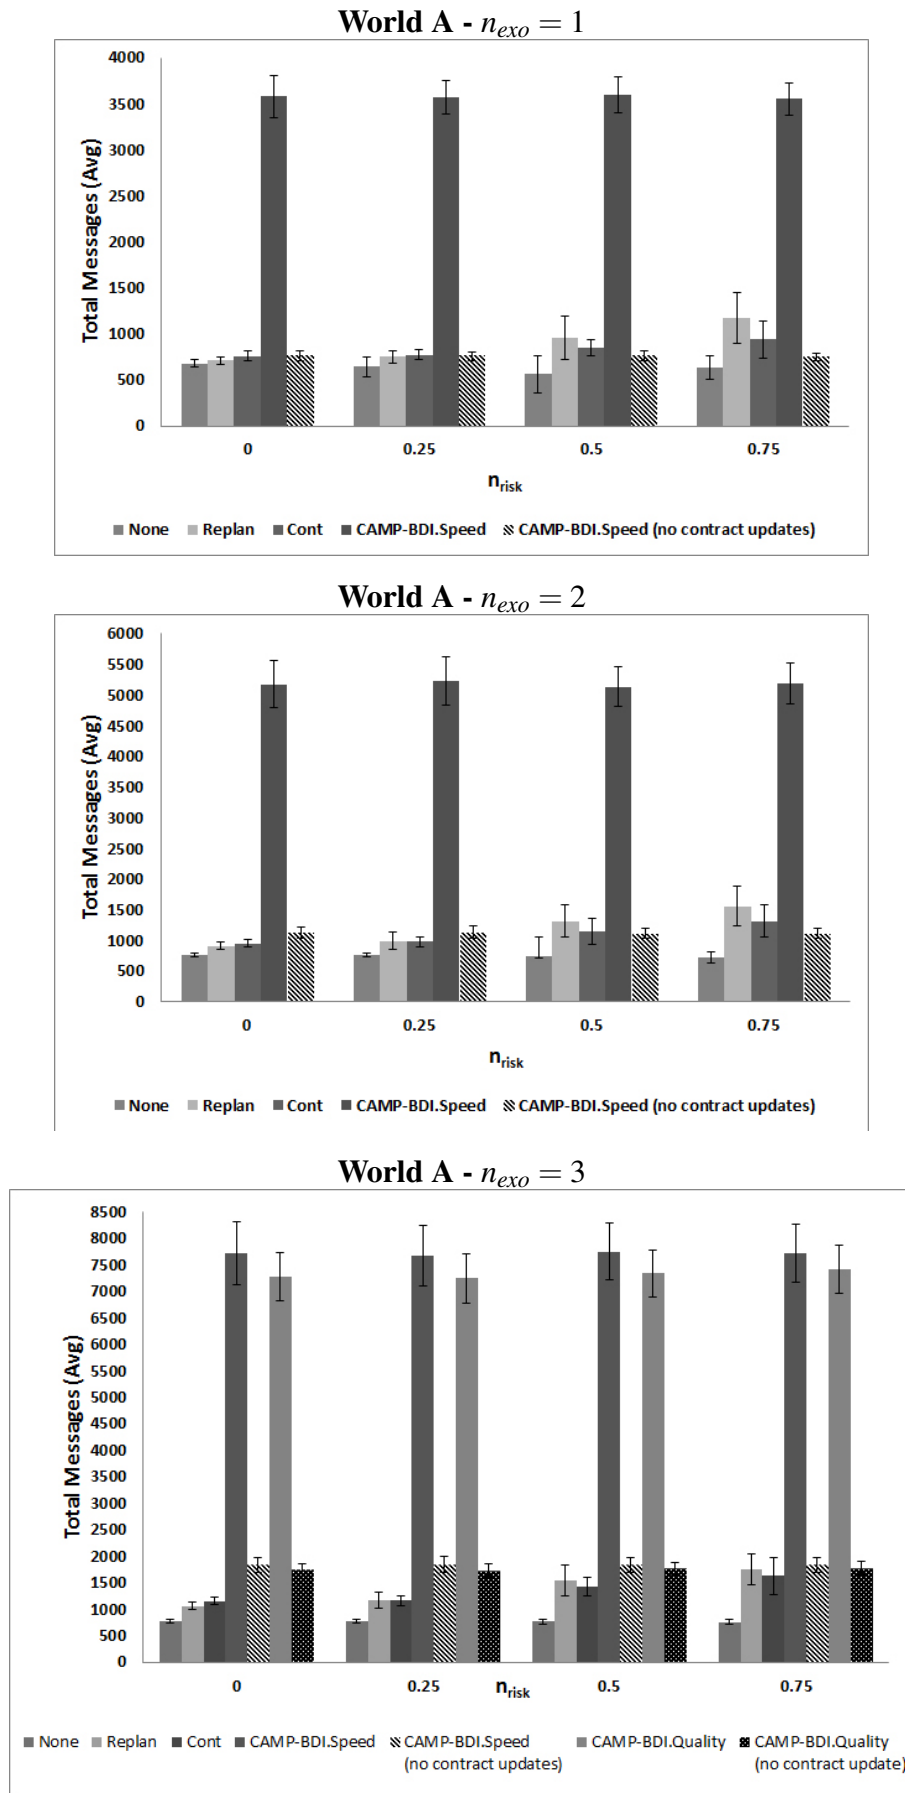 World A - nexo = 1
Total Messages (Avg)
4000
3500
3000
2500
2000
1500
1000
500
0
0 0.25 0.5 0.75
nrisk
None Replan Cont CAMP-BDI.Speed CAMP-BDI.Speed (no contract updates)
World A - nexo = 2
Total Messages (Avg)
6000
5500
5000
4500
4000
3500
3000
2500
2000
1500
1000
500
0
0 0.25 0.5 0.75
nrisk
None Replan Cont CAMP-BDI.Speed CAMP-BDI.Speed (no contract updates)
World A - nexo = 3
Total Messages (Avg)
8500
8000
7500
7000
6500
6000
5500
5000
4500
4000
3500
3000
2500
2000
1500
1000
500
0
0 0.25 0.5 0.75
nrisk
None Replan Cont CAMP-BDI.Speed CAMP-BDI.Speed CAMP-BDI.Quality CAMP-BDI.Quality
(no contract updates) (no contract update)